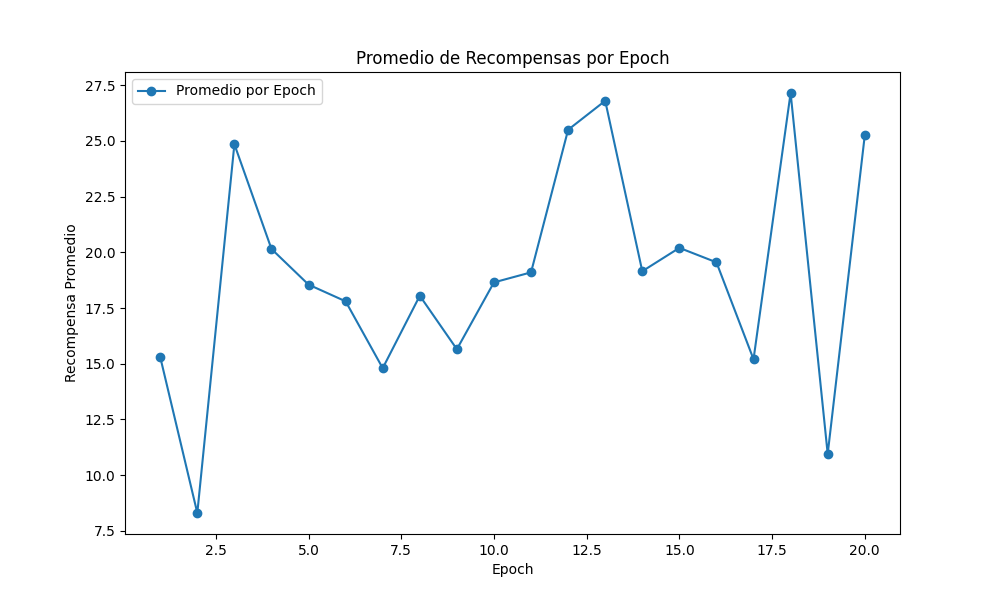 Promedio de Recompensas por Epoch
Promedio por Epoch
Recompensa Promedio
27.5
25.0
22.5
20.0
17.5
15.0
12.5
10.0
7.5
2.5 5.0 7.5 10.0 12.5 15.0 17.5 20.0
Epoch